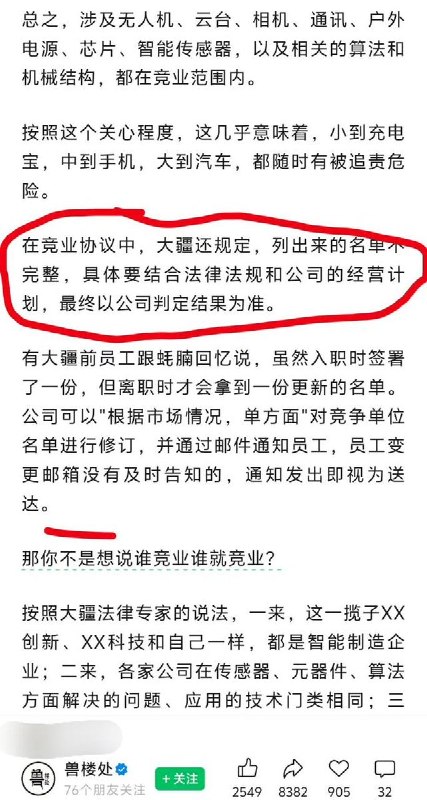 总之，涉及无人机、云台、相机、通讯、户外
电源、芯片、智能传感器，以及相关的算法和
机械结构，都在竞业范围内。
按照这个关心程度，这几乎意味着，小到充电
宝，中到手机，大到汽车，都随时有被追责危
险。
在竞业协议中，大疆还规定，列出来的名单不
完整，具体要结合法律法规和公司的经营计
划，最终以公司判定结果为准。
有大疆前员工跟蚝腩回忆说，虽然入职时签署
了一份，但离职时才会拿到一份更新的名单。
公司可以"根据市场情况，单方面"对竞争单位
名单进行修订，并通过邮件通知员工，员工变
更邮箱没有及时告知的，通知发出即视为送
达。
那你不是想说谁竞业谁就竞业？
按照大疆法律专家的说法，一来，这一揽子XX
创新、XX科技和自己一样，都是智能制造企
业；二来，各家公司在传感器、元器件、算法
方面解决的问题、应用的技术门类相同；三
兽楼处
76个朋友关注
+关注
2549
8382
905
32